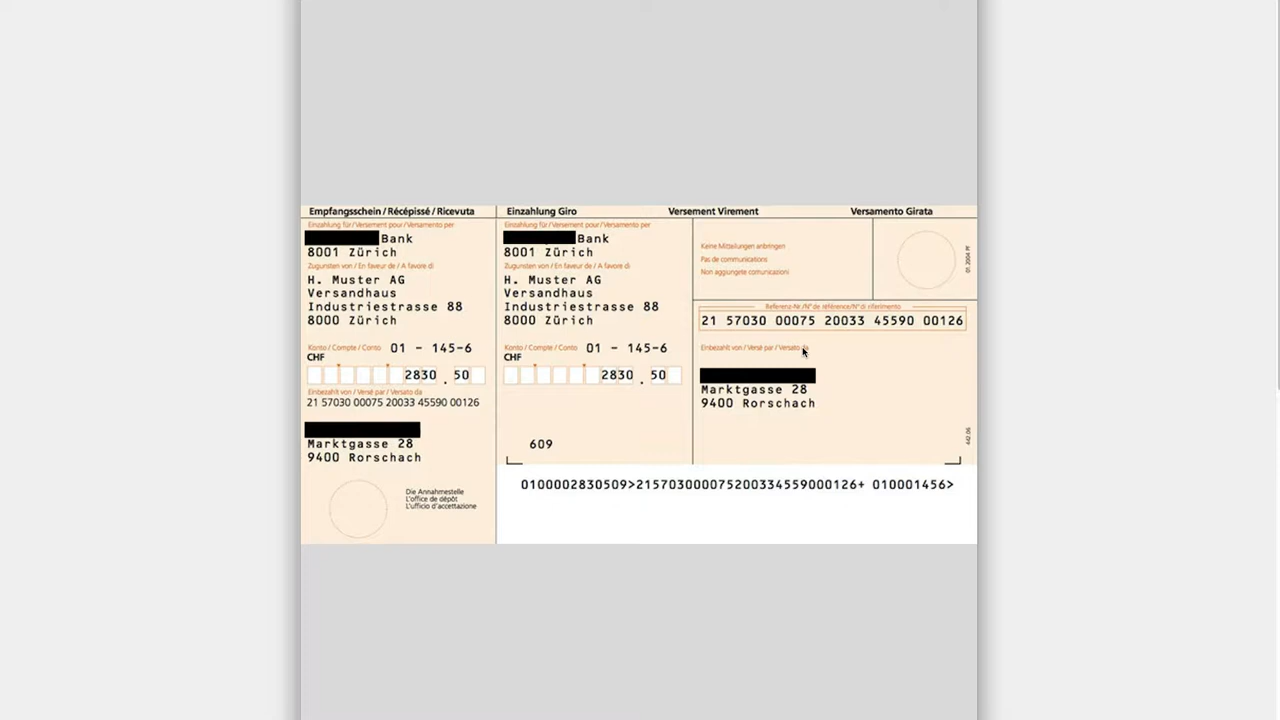 Empfangsschein / Récépissé / Ricevuta
Einzahlung für / Versement pour / Versamento per
Bank
8001 Zürich
Zugunsten von / En faveur de / A favore di
H. Muster AG
Versandhaus
Industriestrasse 88
8000 Zürich
Konto / Compte / Conto 01 - 145-6
CHF
2830 . 50
Einbezahlt von / Versé par / Versato da
21 57030 00075 20033 45590 00126
Marktgasse 28
9400 Rorschach
Die Annahmestelle
L'office de dépôt
L'ufficio d'accettazione
Einzahlung Giro
Versement Virement
Versamento Girata
Einzahlung für / Versement pour / Versamento per
Bank
8001 Zürich
Zugunsten von / En faveur de / A favore di
H. Muster AG
Versandhaus
Industriestrasse 88
8000 Zürich
Konto / Compte / Conto 01 - 145-6
CHF
2830 . 50
609
Keine Mitteilungen anbringen
Pas de communications
Non aggiungete comunicazioni
01.2004 PF
Referenz-Nr./N° de référence/N° di riferimento
21 57030 00075 20033 45590 00126
Einbezahlt von / Versé par / Versato da
Marktgasse 28
9400 Rorschach
442.06
0100002830509>215703000075200334559000126+ 010001456>